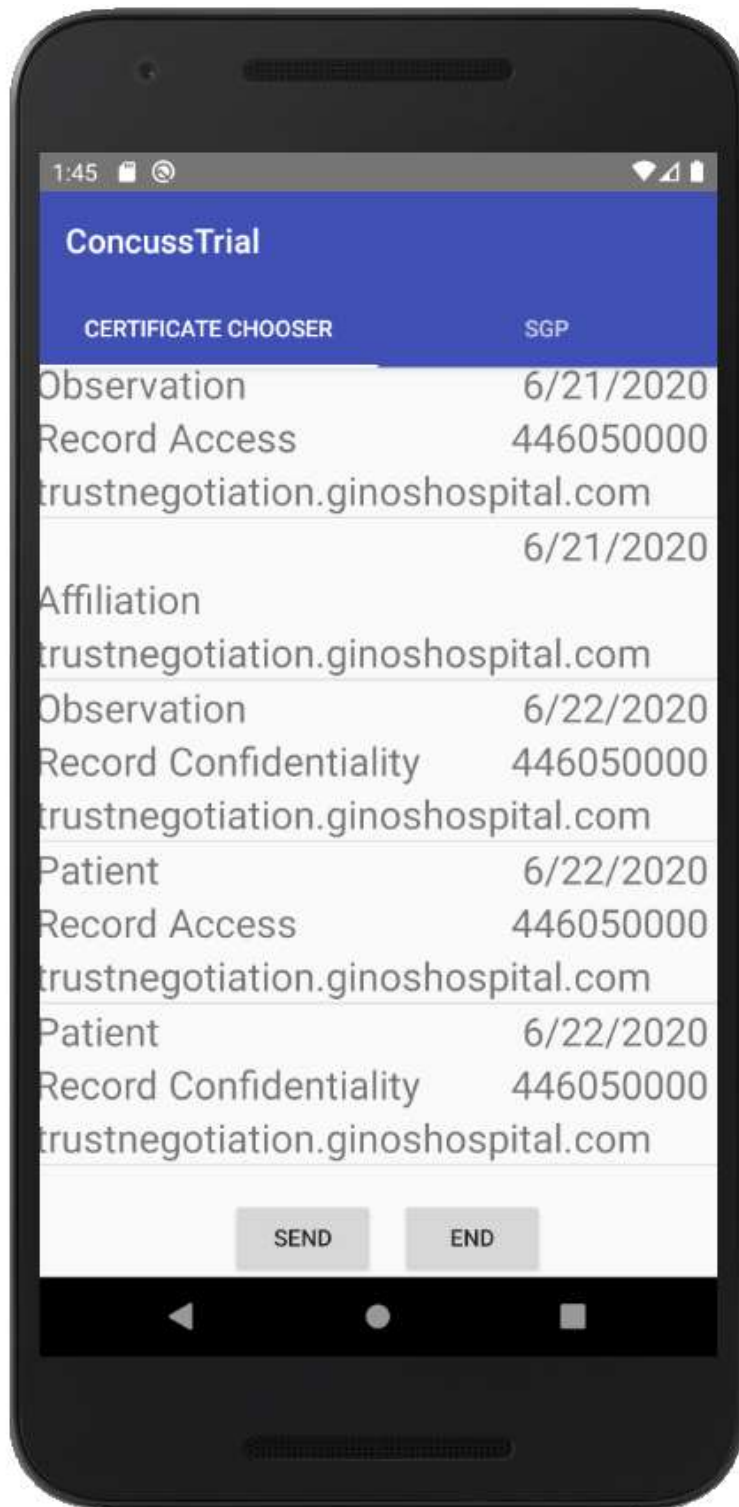 1:45
ConcussTrial
CERTIFICATE CHOOSER SGP
Observation 6/21/2020
Record Access 446050000
trustnegotiation.ginoshospital.com
6/21/2020
Affiliation
trustnegotiation.ginoshospital.com
Observation 6/22/2020
Record Confidentiality 446050000
trustnegotiation.ginoshospital.com
Patient 6/22/2020
Record Access 446050000
trustnegotiation.ginoshospital.com
Patient 6/22/2020
Record Confidentiality 446050000
trustnegotiation.ginoshospital.com
SEND END